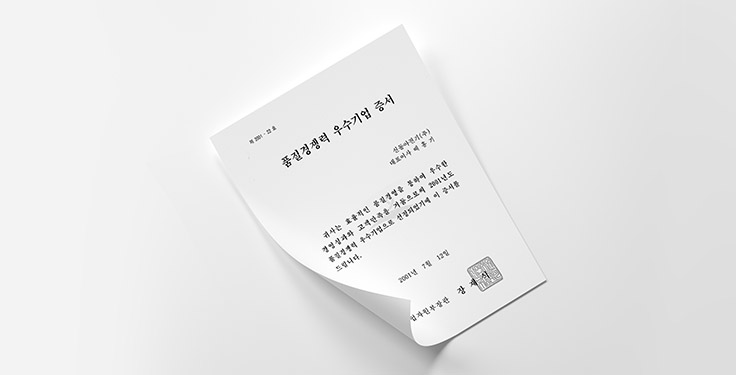 제 2001 - 22 호
품질경쟁력 우수기업 증서
신동아전기(주)
대표이사 배 흥 기
귀사는 효율적인 품질경영을 통하여 우수한
경영성과와 고객만족을 거둠으로써 2001년도
품질경쟁력 우수기업으로 선정되었기에 이 증서를
드립니다.
2001년 7월 12일
업자원부장관 장 재 식